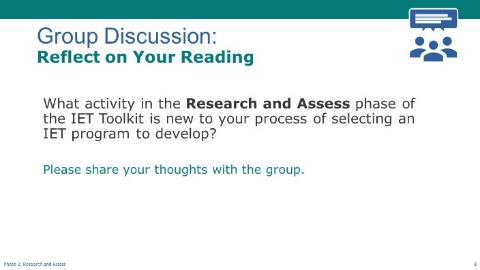 Group Discussion:
Reflect on Your Reading
What activity in the Research and Assess phase of
the IET Toolkit is new to your process of selecting an
IET program to develop?
Please share your thoughts with the group.
Phase 2: Research and Assess
8